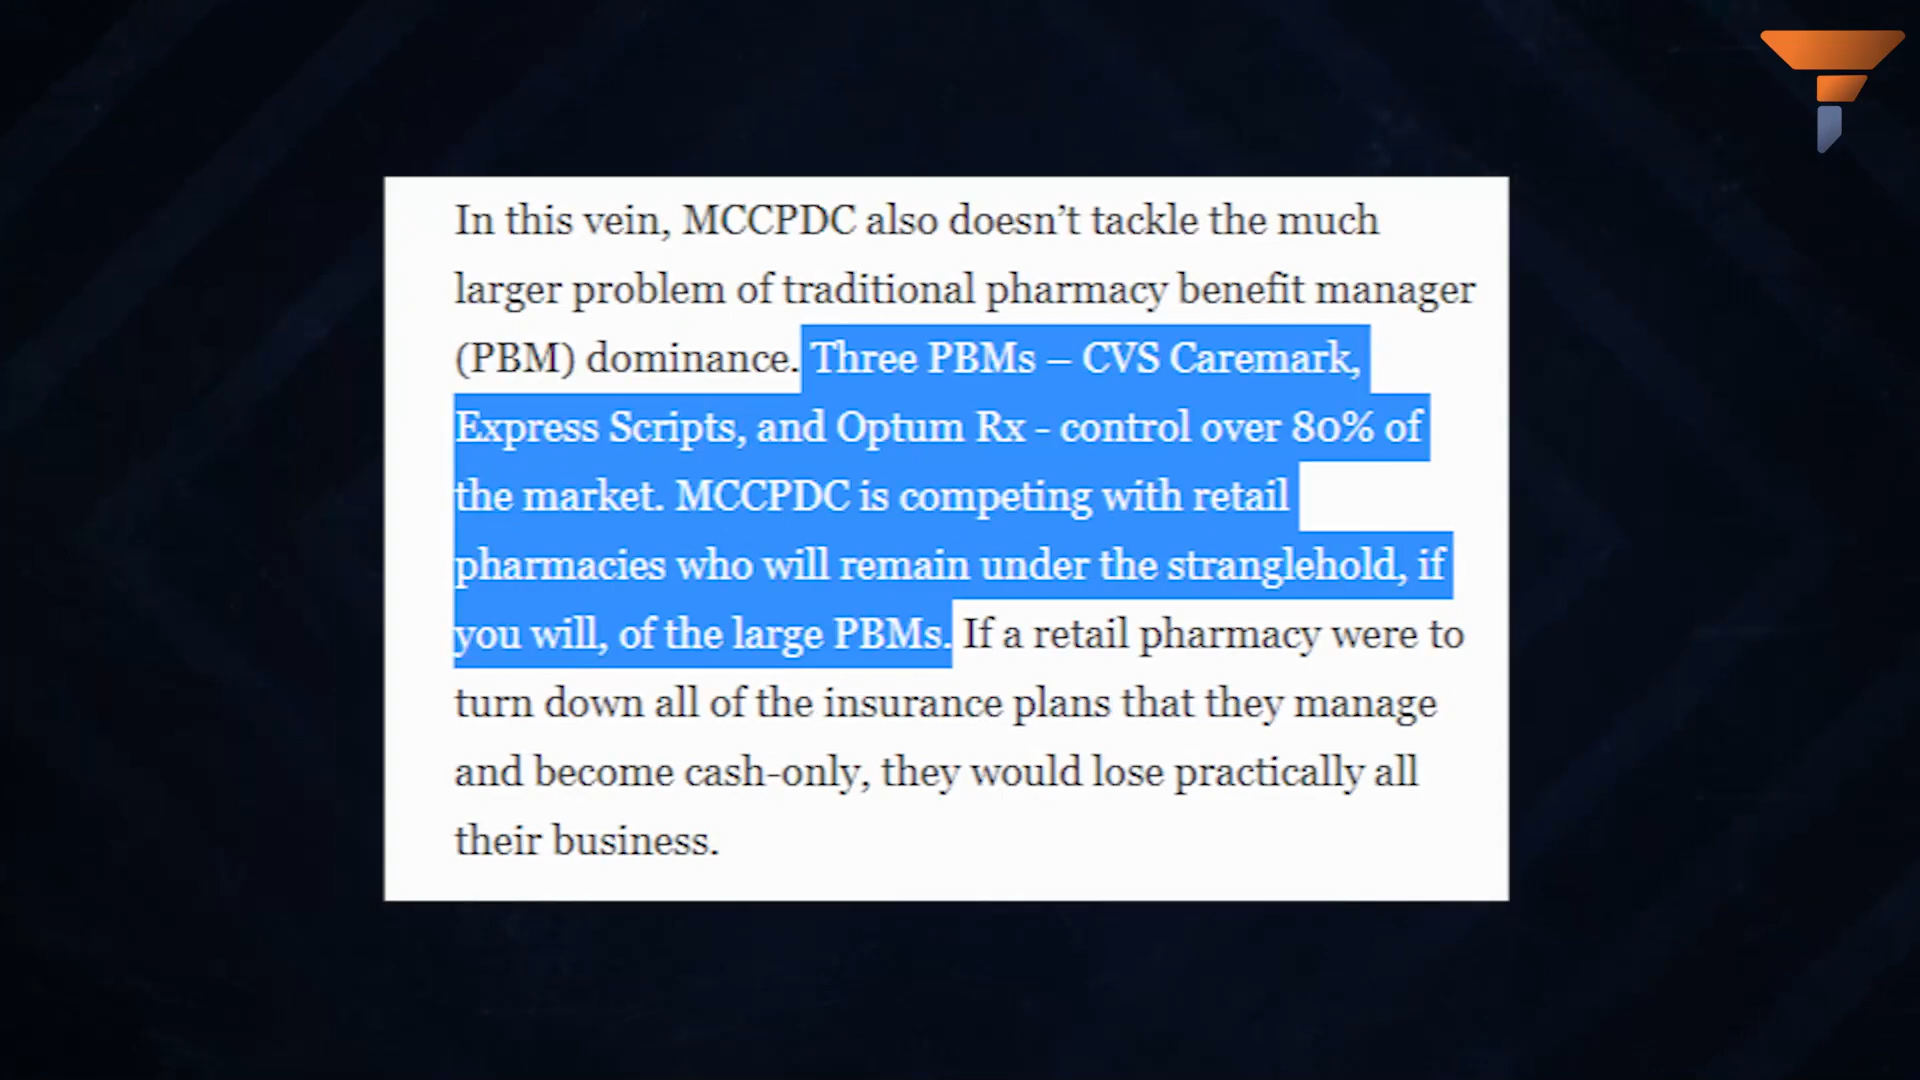 In this vein, MCCPDC also doesn’t tackle the much
larger problem of traditional pharmacy benefit manager
(PBM) dominance. Three PBMs – CVS Caremark,
Express Scripts, and Optum Rx - control over 80% of
the market. MCCPDC is competing with retail
pharmacies who will remain under the stranglehold, if
you will, of the large PBMs. If a retail pharmacy were to
turn down all of the insurance plans that they manage
and become cash-only, they would lose practically all
their business.